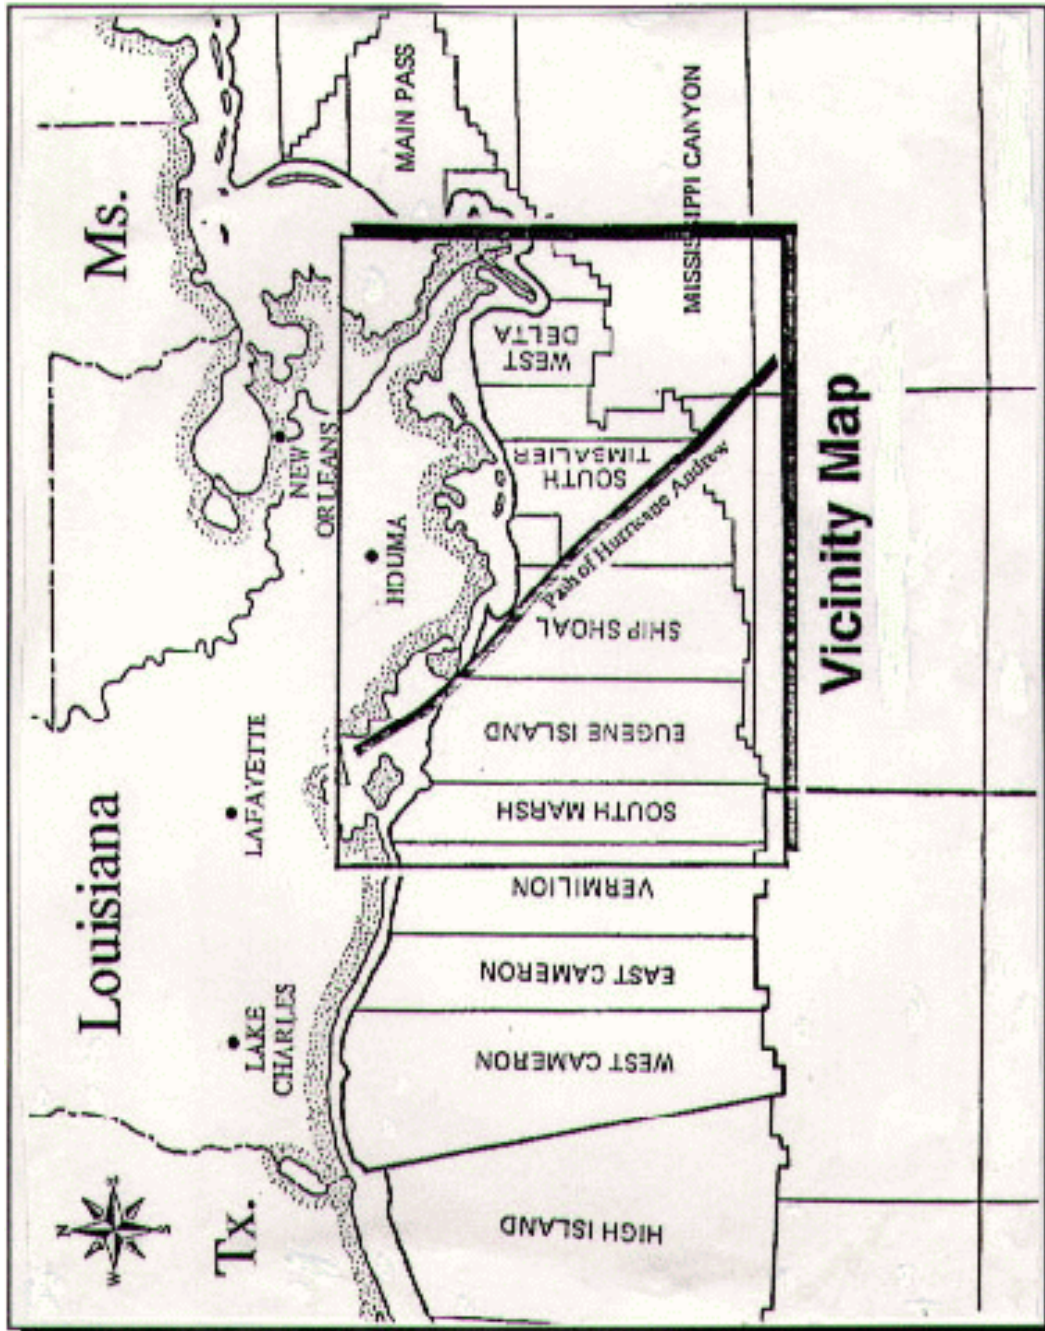 Louisiana
Ms.
Tx.
N
S
W
LAKE
CHARLES
LAFAYETTE
HOUMA
NEW
ORLEANS
MAIN PASS
MISSISSIPPI CANYON
WEST
DELTA
SOUTH
TIMBALIER
SHIP SHOAL
EUGENE ISLAND
SOUTH MARSH
VERMILION
EAST CAMERON
WEST CAMERON
HIGH ISLAND
Path of Hurricane Andrew
Vicinity Map